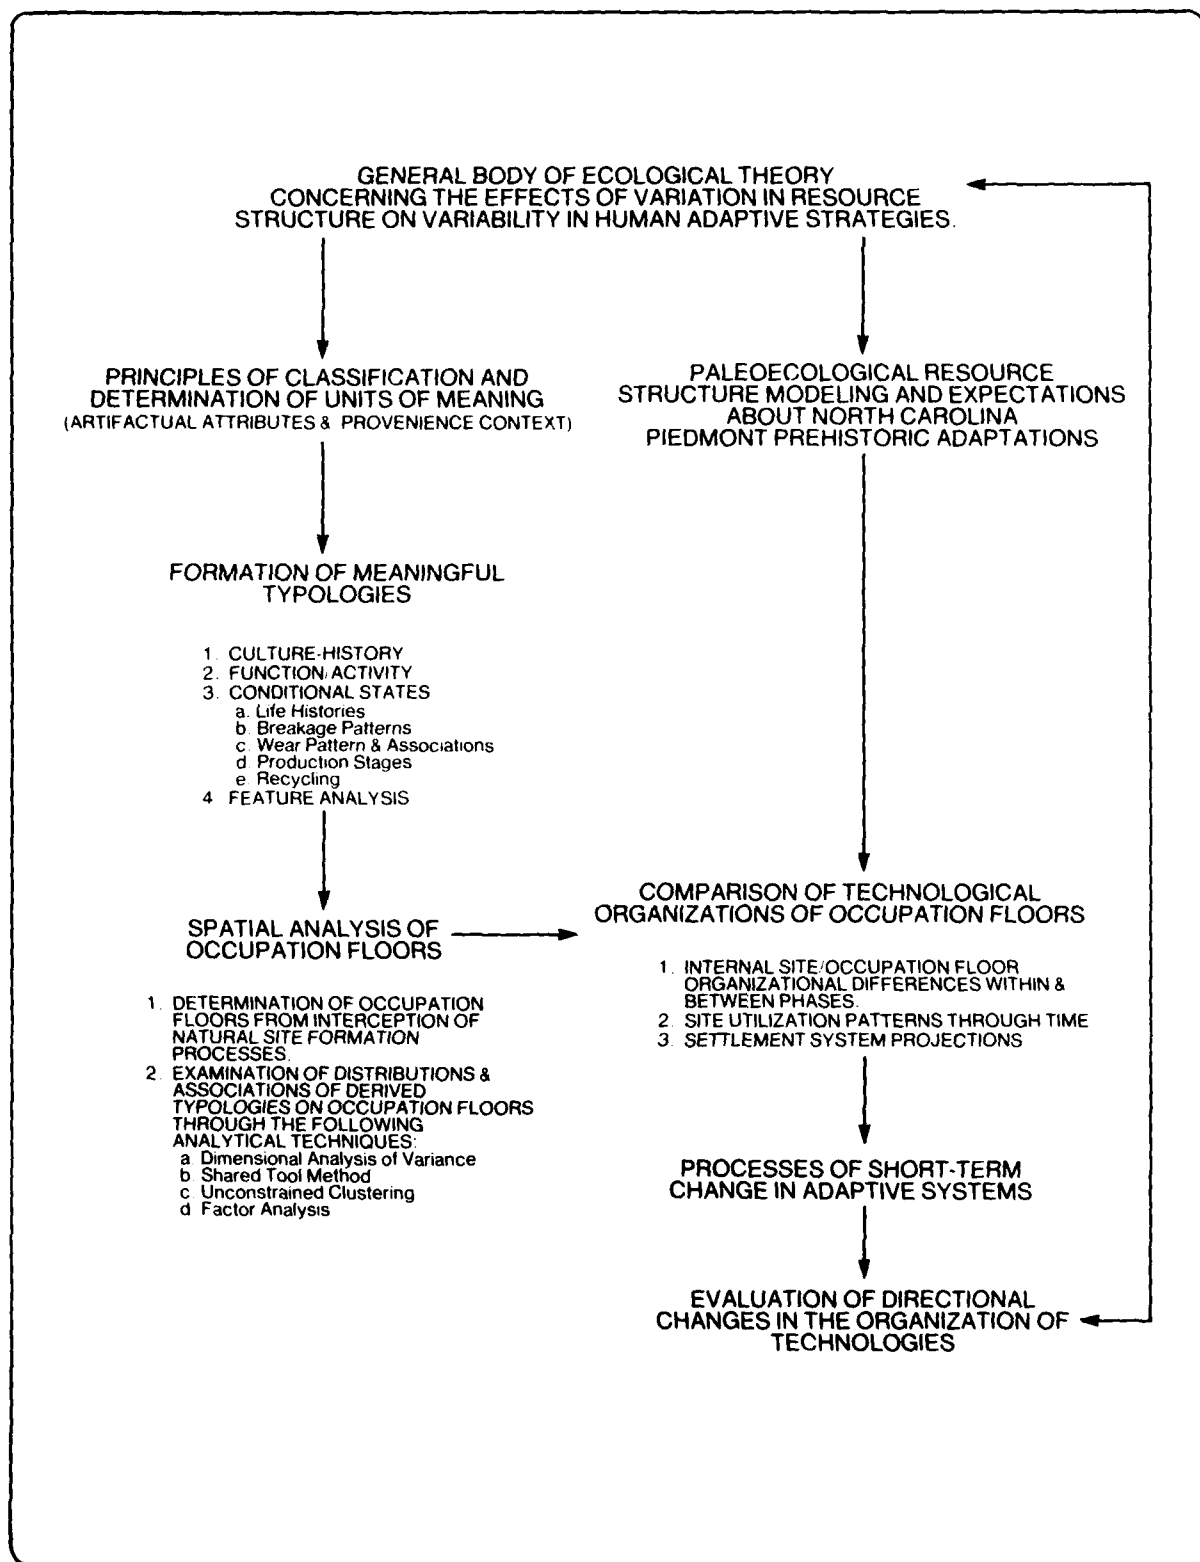 GENERAL BODY OF ECOLOGICAL THEORY
CONCERNING THE EFFECTS OF VARIATION IN RESOURCE
STRUCTURE ON VARIABILITY IN HUMAN ADAPTIVE STRATEGIES.
PRINCIPLES OF CLASSIFICATION AND
DETERMINATION OF UNITS OF MEANING
(ARTIFACTUAL ATTRIBUTES & PROVENIENCE CONTEXT)
PALEOECOLOGICAL RESOURCE
STRUCTURE MODELING AND EXPECTATIONS
ABOUT NORTH CAROLINA
PIEDMONT PREHISTORIC ADAPTATIONS
FORMATION OF MEANINGFUL
TYPOLOGIES
1. CULTURE-HISTORY
2. FUNCTION/ACTIVITY
3. CONDITIONAL STATES
a. Life Histories
b. Breakage Patterns
c. Wear Pattern & Associations
d. Production Stages
e. Recycling
4 FEATURE ANALYSIS
SPATIAL ANALYSIS OF
OCCUPATION FLOORS
1. DETERMINATION OF OCCUPATION
FLOORS FROM INTERCEPTION OF
NATURAL SITE FORMATION
PROCESSES.
2. EXAMINATION OF DISTRIBUTIONS &
ASSOCIATIONS OF DERIVED
TYPOLOGIES ON OCCUPATION FLOORS
THROUGH THE FOLLOWING
ANALYTICAL TECHNIQUES:
a. Dimensional Analysis of Variance
b. Shared Tool Method
c. Unconstrained Clustering
d. Factor Analysis
COMPARISON OF TECHNOLOGICAL
ORGANIZATIONS OF OCCUPATION FLOORS
1. INTERNAL SITE/OCCUPATION FLOOR
ORGANIZATIONAL DIFFERENCES WITHIN &
BETWEEN PHASES.
2. SITE UTILIZATION PATTERNS THROUGH TIME
3. SETTLEMENT SYSTEM PROJECTIONS
PROCESSES OF SHORT-TERM
CHANGE IN ADAPTIVE SYSTEMS
EVALUATION OF DIRECTIONAL
CHANGES IN THE ORGANIZATION OF
TECHNOLOGIES